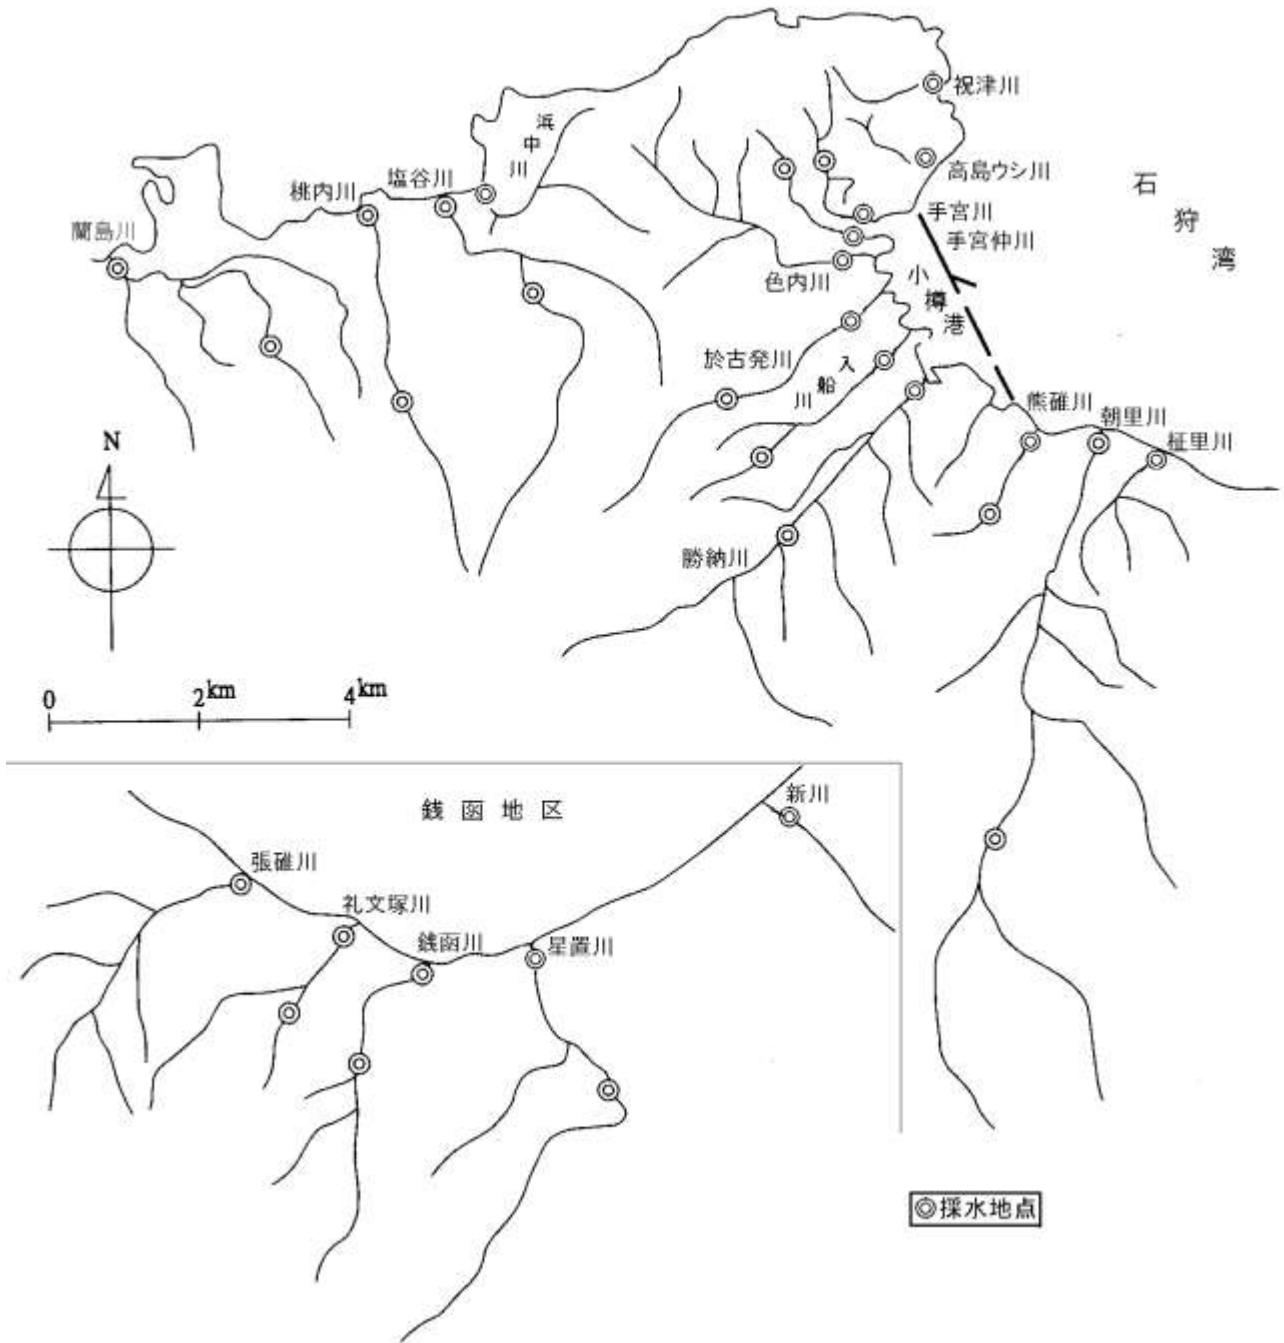 祝津川
浜中川
高島ウシ川
石狩湾
桃内川
塩谷川
手宮川
蘭島川
手宮仲川
色内川
小樽港
於古発川
入船川
熊碓川
朝里川
柾里川
N
勝納川
0 2km 4km
銭函地区
新川
張碓川
礼文塚川
銭函川
星置川
◎採水地点